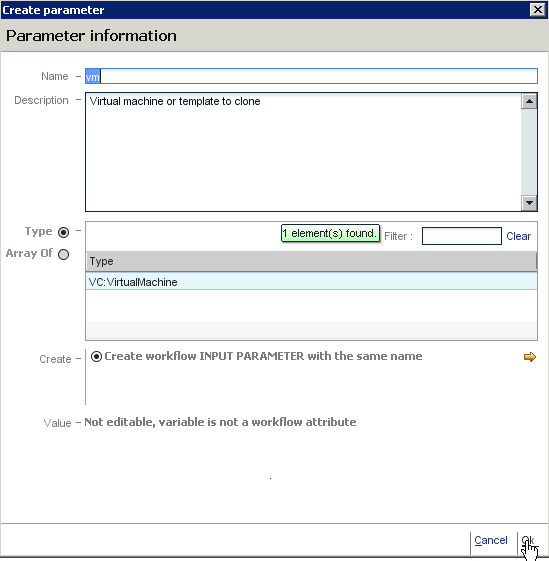 Create parameter
Parameter information
Name
vm
Description
Virtual machine or template to clone
Type
1 element(s) found.
Filter :
Clear
Array Of
Type
VC:VirtualMachine
Create
Create workflow INPUT PARAMETER with the same name
Value
Not editable, variable is not a workflow attribute
Cancel
Ok